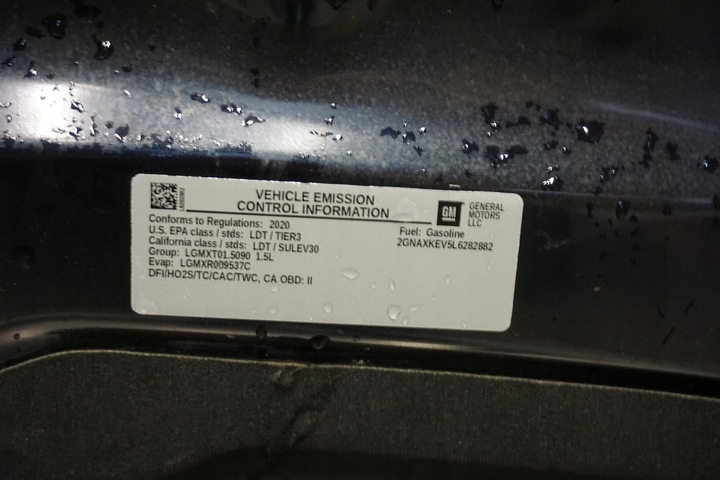 VEHICLE EMISSION
CONTROL INFORMATION
GM
GENERAL
MOTORS
LLC
Conforms to Regulations: 2020
U.S. EPA class / stds: LDT / TIER3
California class / stds: LDT / SULEV30
Group: LGMXT01.5090 1.5L
Evap: LGMXR009537C
DFI/HO2S/TC/CAC/TWC, CA OBD: II
Fuel: Gasoline
2GNAXKEV5L6282882